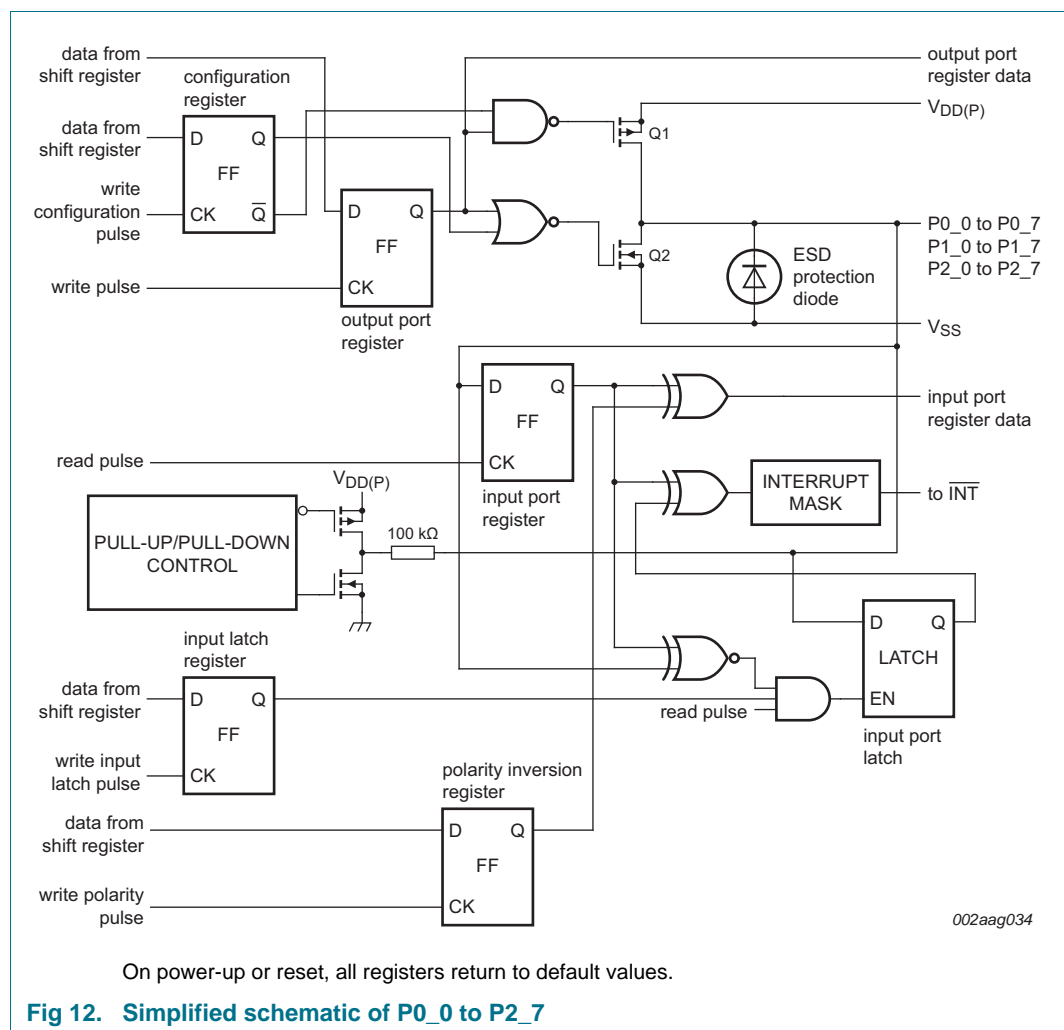 data from
shift register
configuration
register
data from
shift register
D
Q
FF
CK
Q
write
configuration
pulse
D
Q
FF
CK
write pulse
output port
register
Q1
Q2
output port
register data
VDD(P)
P0_0 to P0_7
P1_0 to P1_7
P2_0 to P2_7
ESD
protection
diode
VSS
D
Q
FF
CK
read pulse
input port
register
input port
register data
INTERRUPT
MASK
to INT
VDD(P)
100 kΩ
PULL-UP/PULL-DOWN
CONTROL
D
Q
LATCH
EN
read pulse
input port
latch
input latch
register
data from
shift register
D
Q
FF
CK
write input
latch pulse
polarity inversion
register
data from
shift register
D
Q
FF
CK
write polarity
pulse
002aag034
On power-up or reset, all registers return to default values.
Fig 12. Simplified schematic of P0_0 to P2_7